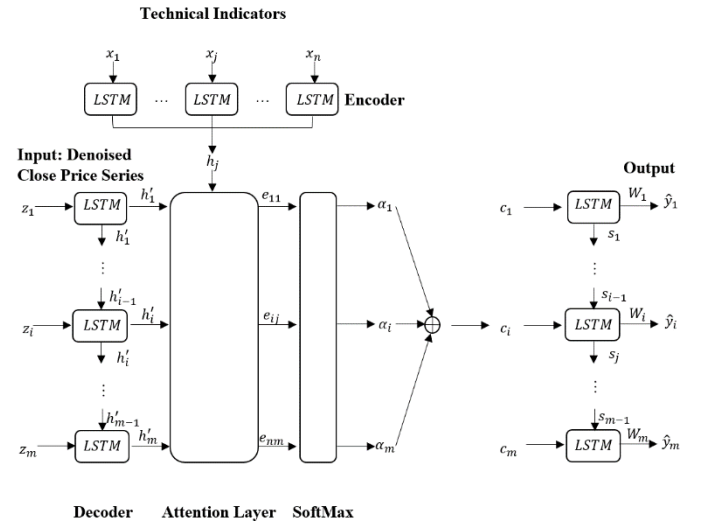 Technical Indicators
x₁ xⱼ xₙ
LSTM ... LSTM ... LSTM Encoder
hⱼ
Input: Denoised
Close Price Series
Output
z₁ LSTM h′₁ e₁₁ α₁ c₁ LSTM W₁ ŷ₁
h′₁ s₁
⋮ ⋮
h′ᵢ₋₁ sᵢ₋₁
zᵢ LSTM h′ᵢ eᵢⱼ αᵢ cᵢ LSTM Wᵢ ŷᵢ
h′ᵢ sⱼ
⋮ ⋮
h′ₘ₋₁ sₘ₋₁
zₘ LSTM h′ₘ eₙₘ αₘ cₘ LSTM Wₘ ŷₘ
Decoder Attention Layer SoftMax